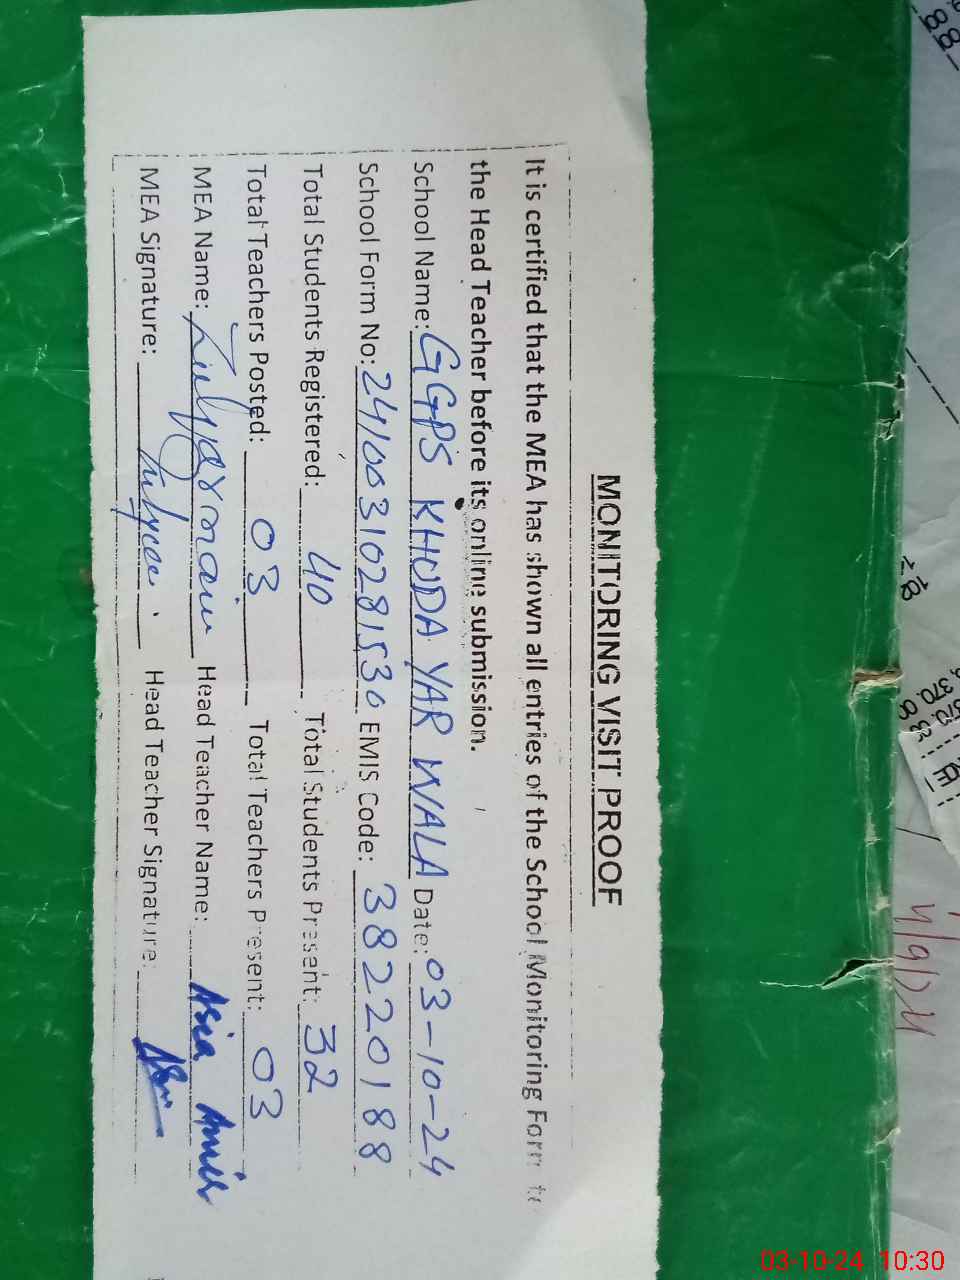 MONITORING VISIT PROOF
It is certified that the MEA has shown all entries of the School Monitoring Form to
the Head Teacher before its online submission.
School Name: GGPS KHUDA YAR WALA Date: 03-10-24
School Form No: 24100310281530 EMIS Code: 38220188
Total Students Registered: 40 Total Students Present: 32
Total Teachers Posted: 03 Total Teachers Present: 03
MEA Name: Head Teacher Name: Asia Amir
MEA Signature: Head Teacher Signature:
≥ 18
03-10-24 10:30